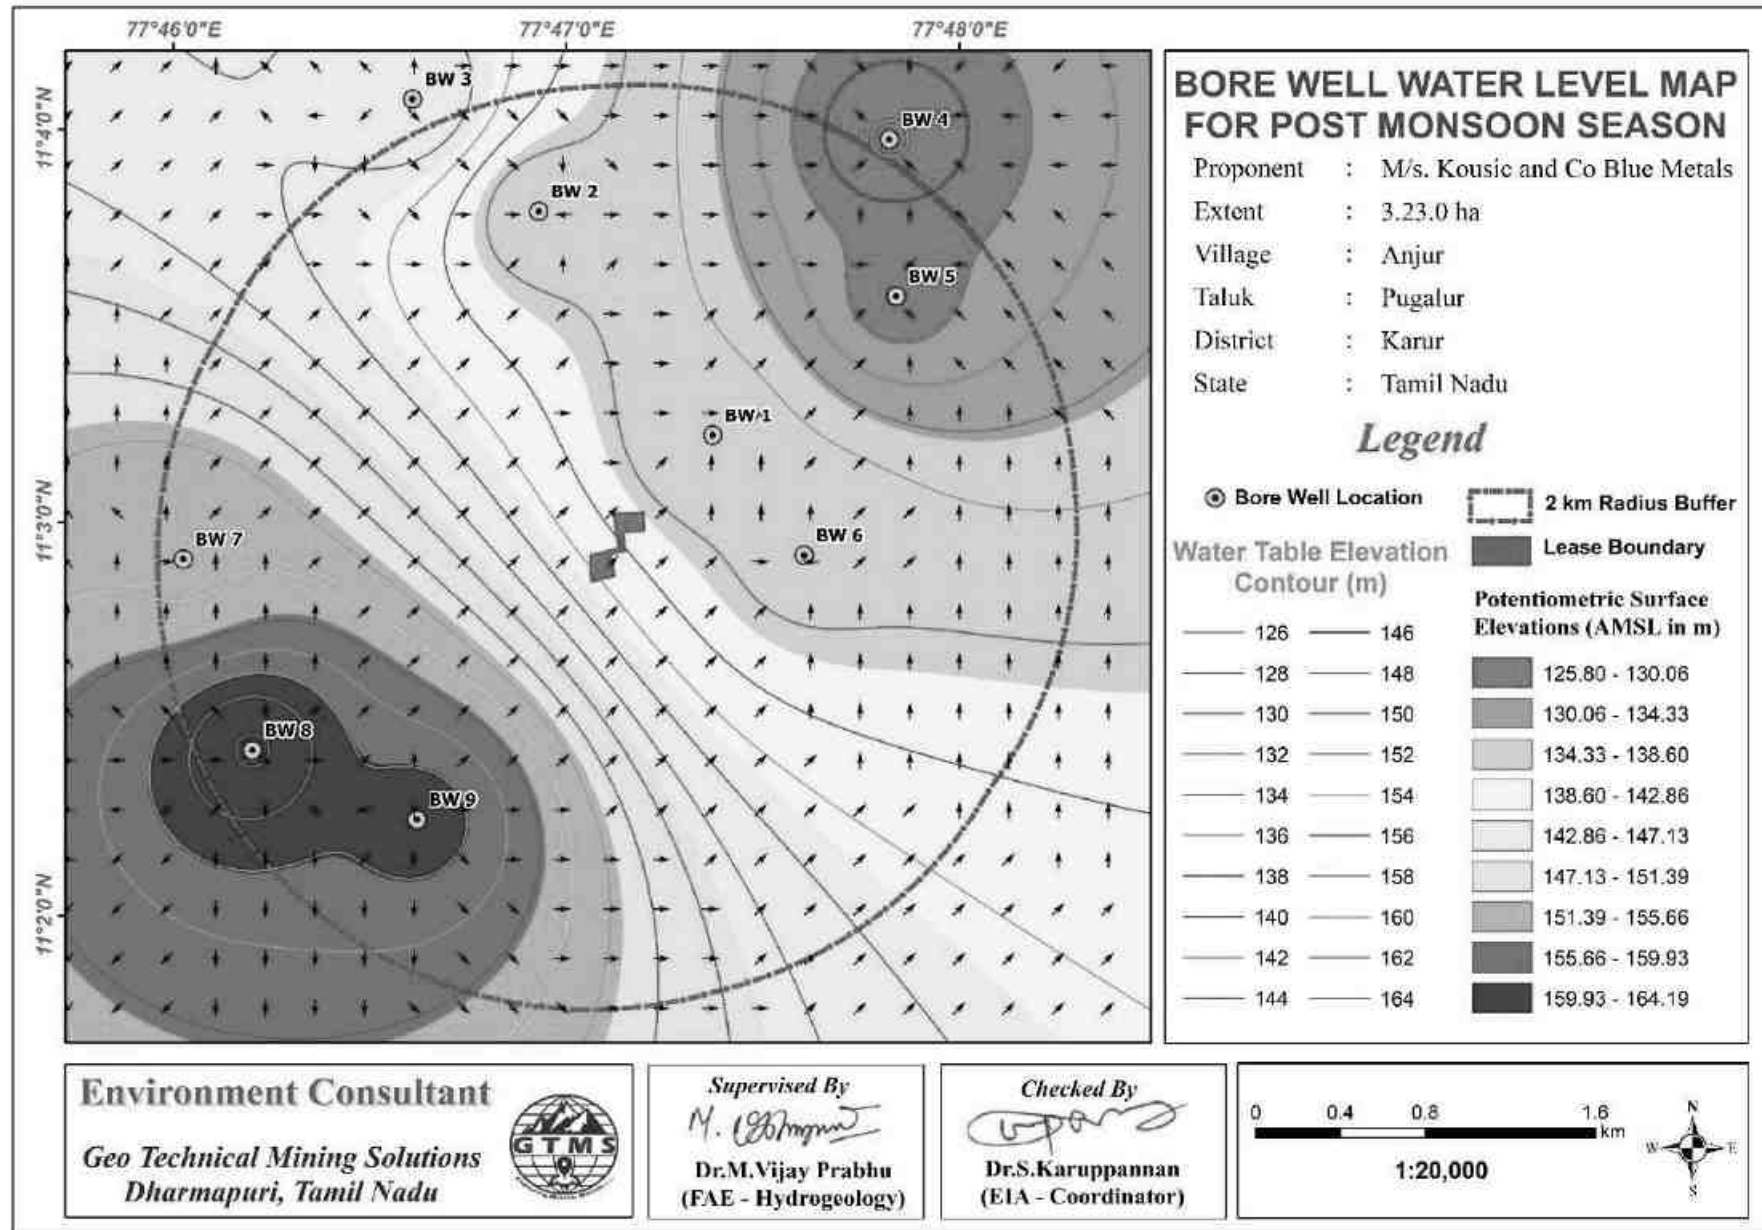 77°46'0"E 77°47'0"E 77°48'0"E
11°4'0"N
11°3'0"N
11°2'0"N
BW 3
BW 4
BW 2
BW 5
BW 1
BW 6
BW 7
BW 8
BW 9
BORE WELL WATER LEVEL MAP
FOR POST MONSOON SEASON
Proponent : M/s. Kousic and Co Blue Metals
Extent : 3.23.0 ha
Village : Anjur
Taluk : Pugalur
District : Karur
State : Tamil Nadu
Legend
Bore Well Location
2 km Radius Buffer
Lease Boundary
Water Table Elevation
Contour (m)
126 146
128 148
130 150
132 152
134 154
136 156
138 158
140 160
142 162
144 164
Potentiometric Surface
Elevations (AMSL in m)
125.80 - 130.06
130.06 - 134.33
134.33 - 138.60
138.60 - 142.86
142.86 - 147.13
147.13 - 151.39
151.39 - 155.66
155.66 - 159.93
159.93 - 164.19
Environment Consultant
Geo Technical Mining Solutions
Dharmapuri, Tamil Nadu
GTMS
Supervised By
Dr.M.Vijay Prabhu
(FAE - Hydrogeology)
Checked By
Dr.S.Karuppannan
(EIA - Coordinator)
0 0.4 0.8 1.6
km
1:20,000
N
W E
S